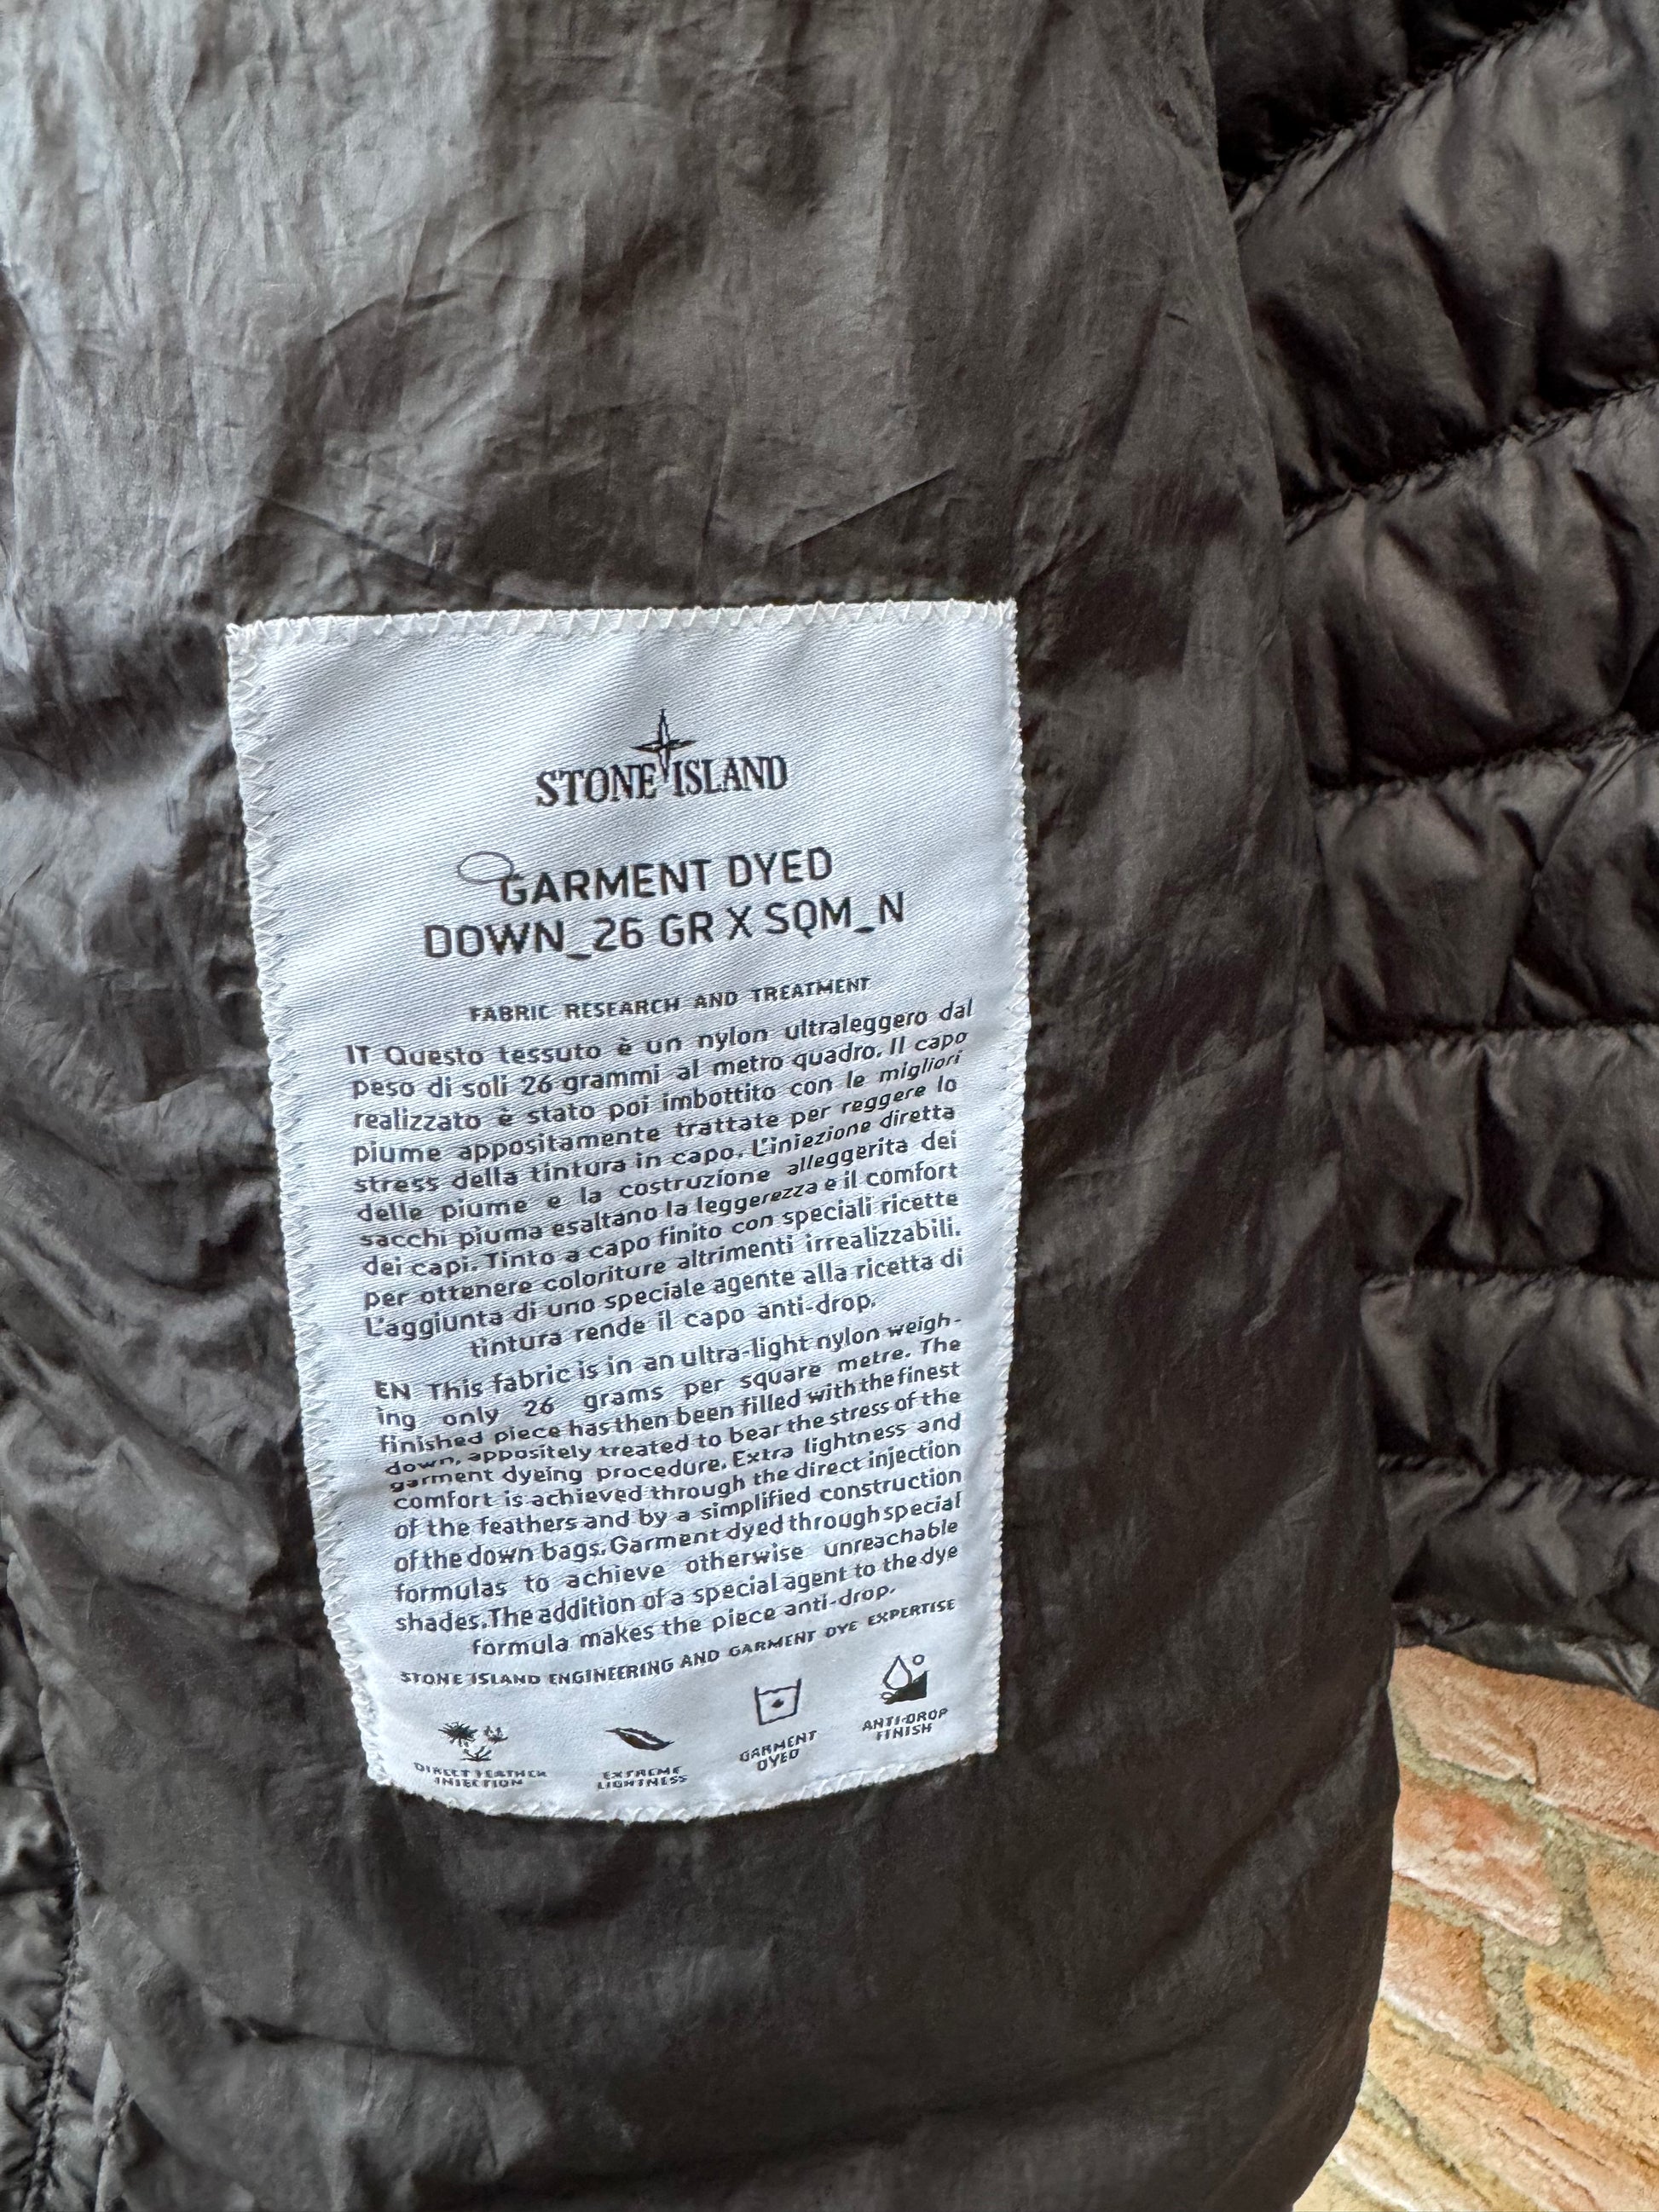 STONE ISLAND
GARMENT DYED
DOWN_26 GR X SQM_N
FABRIC RESEARCH AND TREATMENT
IT Questo tessuto è un nylon ultraleggero dal
peso di soli 26 grammi al metro quadro. Il capo
realizzato è stato poi imbottito con le migliori
piume appositamente trattate per reggere lo
stress della tintura in capo. L'iniezione diretta
delle piume e la costruzione alleggerita dei
sacchi piuma esaltano la leggerezza e il comfort
dei capi. Tinto a capo finito con speciali ricette
per ottenere coloriture altrimenti irrealizzabili.
L'aggiunta di uno speciale agente alla ricetta di
tintura rende il capo anti-drop.
EN This fabric is in an ultra-light nylon weigh-
ing only 26 grams per square metre. The
finished piece has then been filled with the finest
down, appositely treated to bear the stress of the
garment dyeing procedure. Extra lightness and
comfort is achieved through the direct injection
of the feathers and by a simplified construction
of the down bags. Garment dyed through special
formulas to achieve otherwise unreachable
shades. The addition of a special agent to the dye
formula makes the piece anti-drop.
STONE ISLAND ENGINEERING AND GARMENT DYE EXPERTISE
DIRECT FEATHER
INJECTION
EXTREME
LIGHTNESS
GARMENT
DYED
ANTI-DROP
FINISH